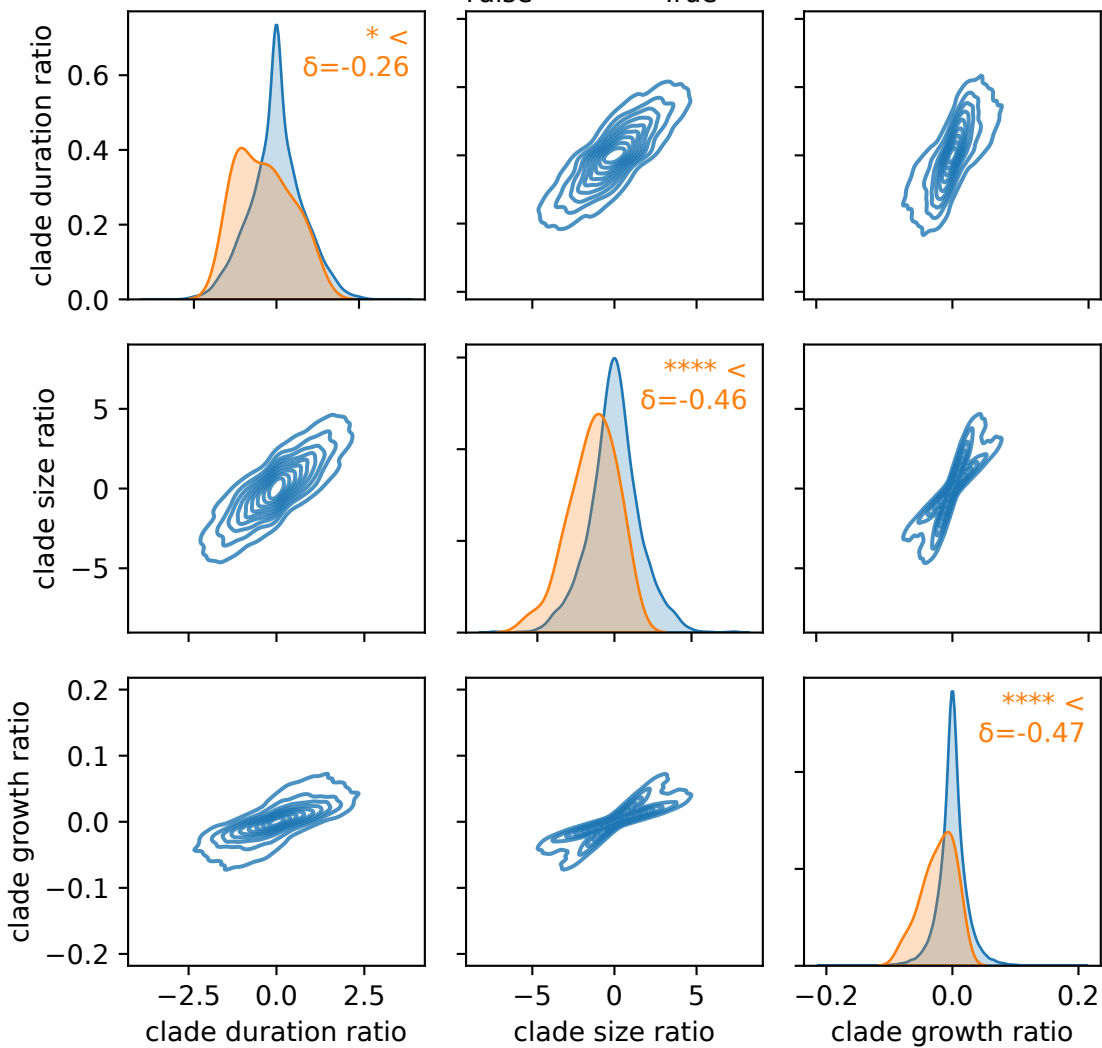 clade duration ratio
0.6
0.4
0.2
0.0
* <
δ=-0.26
clade size ratio
5
0
−5
**** <
δ=-0.46
clade growth ratio
0.2
0.1
0.0
−0.1
−0.2
**** <
δ=-0.47
−2.5 0.0 2.5
−5 0 5
−0.2 0.0 0.2
clade duration ratio
clade size ratio
clade growth ratio